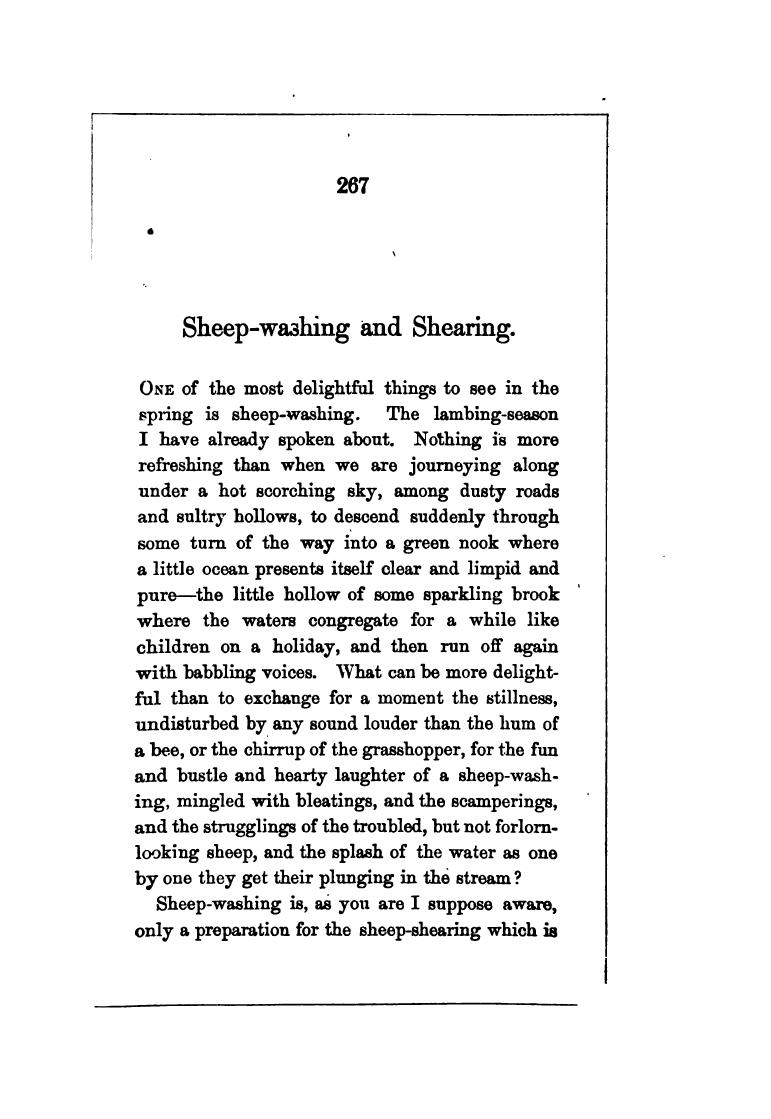 267
Sheep-washing and Shearing.
One of the most delightful things to see in the
spring is sheep-washing. The lambing-season
I have already spoken about. Nothing is more
refreshing than when we are journeying along
under a hot scorching sky, among dusty roads
and sultry hollows, to descend suddenly through
some turn of the way into a green nook where
a little ocean presents itself clear and limpid and
pure—the little hollow of some sparkling brook
where the waters congregate for a while like
children on a holiday, and then run off again
with babbling voices. What can be more delight-
ful than to exchange for a moment the stillness,
undisturbed by any sound louder than the hum of
a bee, or the chirrup of the grasshopper, for the fun
and bustle and hearty laughter of a sheep-wash-
ing, mingled with bleatings, and the scamperings,
and the strugglings of the troubled, but not forlorn-
looking sheep, and the splash of the water as one
by one they get their plunging in the stream?
Sheep-washing is, as you are I suppose aware,
only a preparation for the sheep-shearing which is